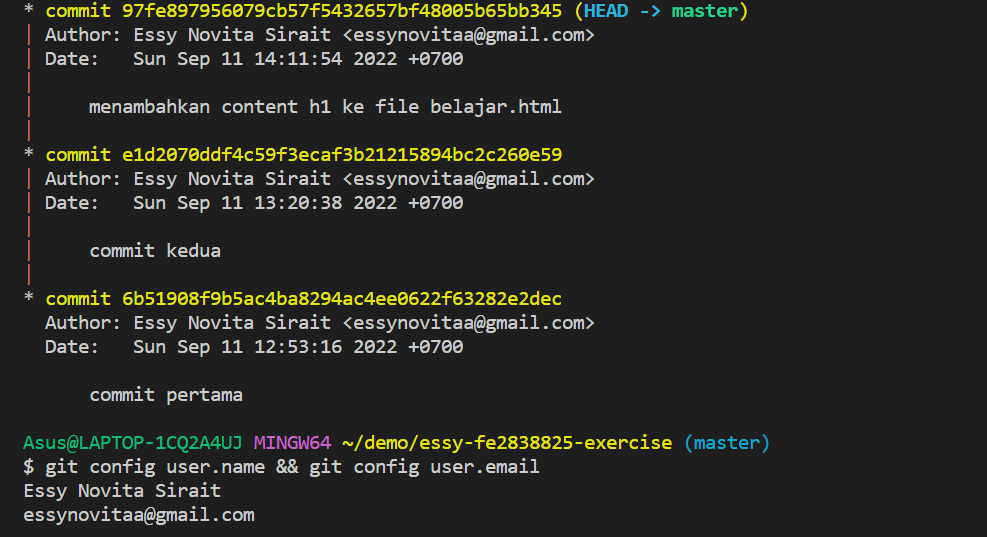 * commit 97fe897956079cb57f5432657bf48005b65bb345 (HEAD -> master)
| Author: Essy Novita Sirait <essynovitaa@gmail.com>
| Date:   Sun Sep 11 14:11:54 2022 +0700
|
|     menambahkan content h1 ke file belajar.html
|
* commit e1d2070ddf4c59f3ecaf3b21215894bc2c260e59
| Author: Essy Novita Sirait <essynovitaa@gmail.com>
| Date:   Sun Sep 11 13:20:38 2022 +0700
|
|     commit kedua
|
* commit 6b51908f9b5ac4ba8294ac4ee0622f63282e2dec
  Author: Essy Novita Sirait <essynovitaa@gmail.com>
  Date:   Sun Sep 11 12:53:16 2022 +0700

      commit pertama

Asus@LAPTOP-1CQ2A4UJ MINGW64 ~/demo/essy-fe2838825-exercise (master)
$ git config user.name && git config user.email
Essy Novita Sirait
essynovitaa@gmail.com